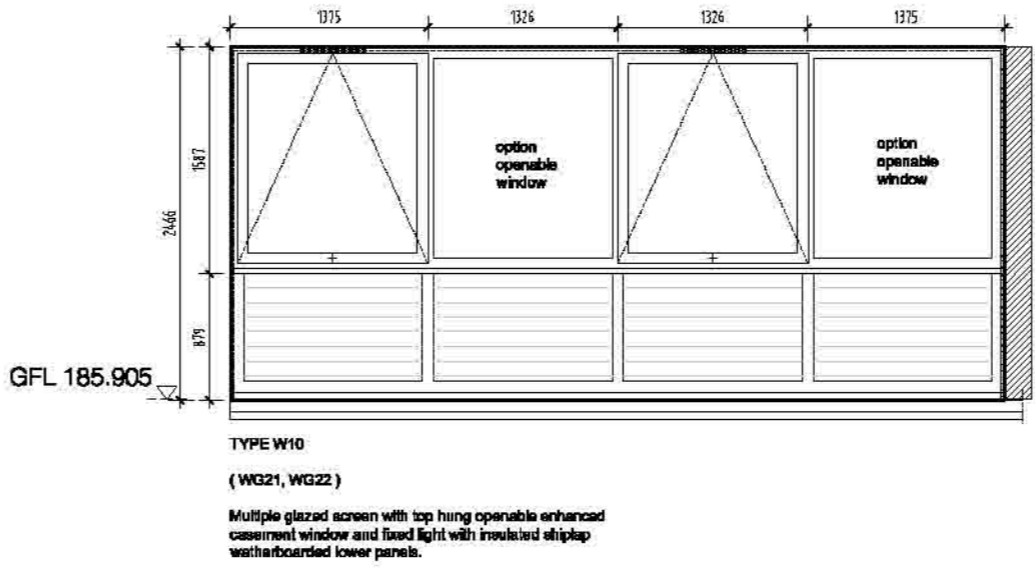 1375 1326 1326 1375
option
openable
window
option
openable
window
1587
2466
879
GFL 185.905
TYPE W10
( WG21, WG22 )
Multiple glazed screen with top hung openable enhanced
casement window and fixed light with insulated shiplap
watharboarded lower panels.